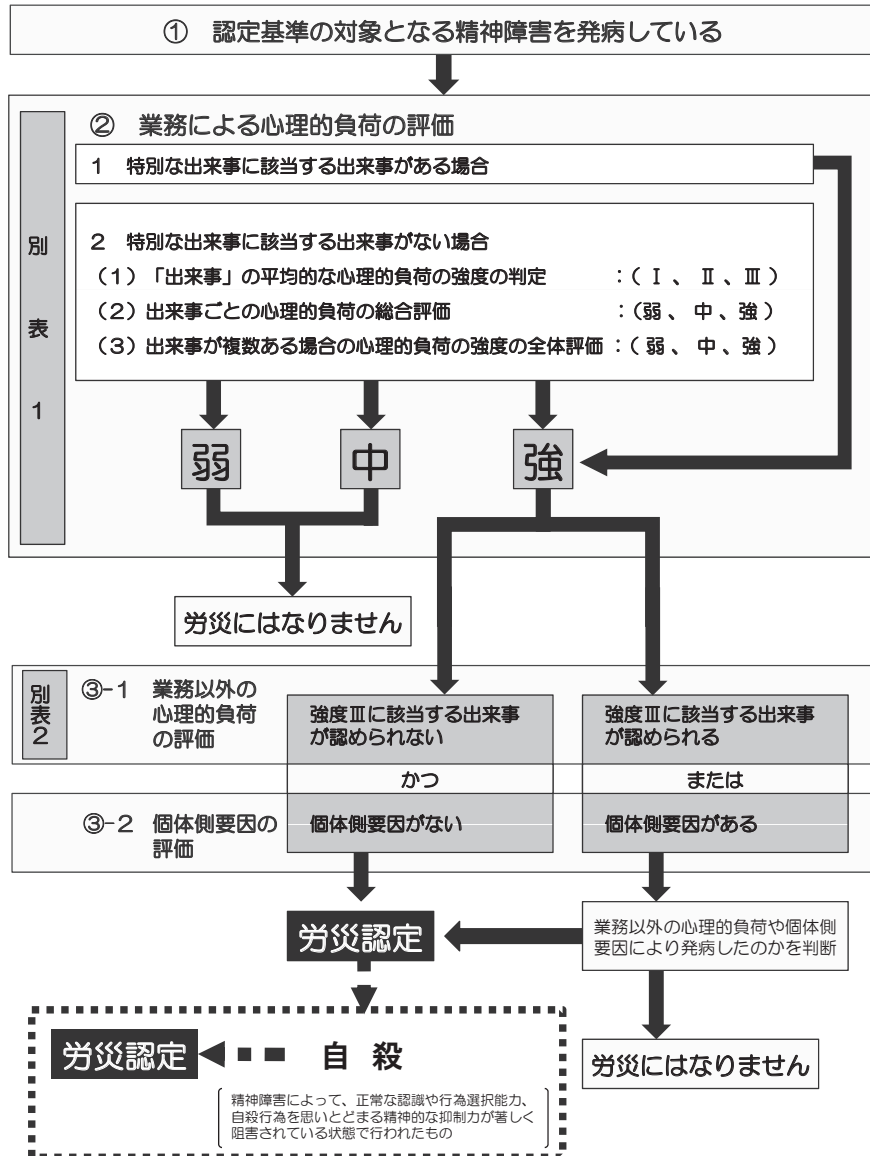 ① 認定基準の対象となる精神障害を発病している
別表1
② 業務による心理的負荷の評価
1 特別な出来事に該当する出来事がある場合
2 特別な出来事に該当する出来事がない場合
(1)「出来事」の平均的な心理的負荷の強度の判定 :(Ⅰ、Ⅱ、Ⅲ)
(2)出来事ごとの心理的負荷の総合評価 :(弱、中、強)
(3)出来事が複数ある場合の心理的負荷の強度の全体評価:(弱、中、強)
弱 中 強
労災にはなりません
別表2
③-1 業務以外の
心理的負荷
の評価
強度Ⅲに該当する出来事
が認められない
強度Ⅲに該当する出来事
が認められる
かつ
または
③-2 個体側要因の
評価
個体側要因がない
個体側要因がある
労災認定
業務以外の心理的負荷や個体側
要因により発病したのかを判断
労災認定
自 殺
精神障害によって、正常な認識や行為選択能力、
自殺行為を思いとどまる精神的な抑制力が著しく
阻害されている状態で行われたもの
労災にはなりません